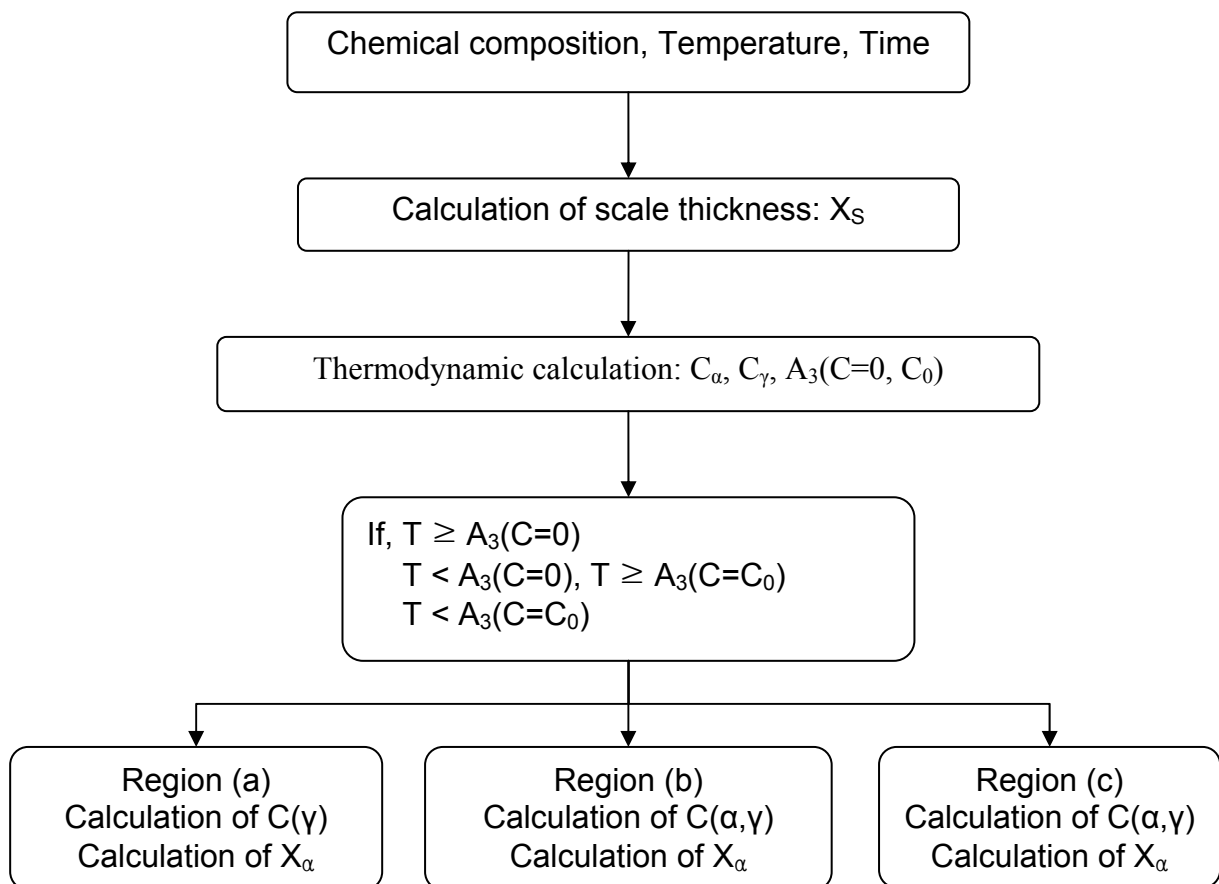 Chemical composition, Temperature, Time
Calculation of scale thickness: Xₛ
Thermodynamic calculation: Cα, Cγ, A₃(C=0, C₀)
If, T ≥ A₃(C=0)
T < A₃(C=0), T ≥ A₃(C=C₀)
T < A₃(C=C₀)
Region (a)
Calculation of C(γ)
Calculation of Xα
Region (b)
Calculation of C(α,γ)
Calculation of Xα
Region (c)
Calculation of C(α,γ)
Calculation of Xα